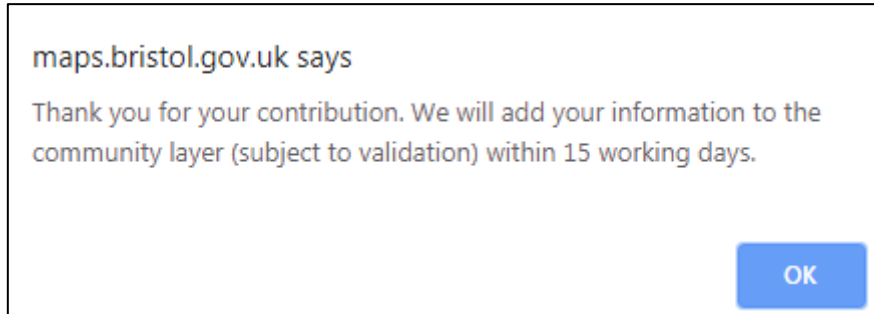 maps.bristol.gov.uk says
Thank you for your contribution. We will add your information to the
community layer (subject to validation) within 15 working days.
OK